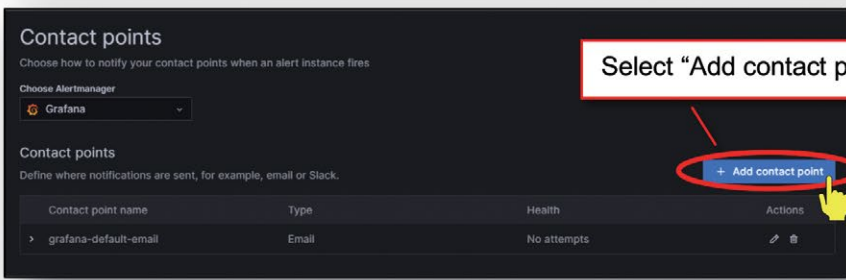 Contact points
Choose how to notify your contact points when an alert instance fires
Select “Add contact p
Choose Alertmanager
Grafana
Contact points
Define where notifications are sent, for example, email or Slack.
+ Add contact point
Contact point name Type Health Actions
> grafana-default-email Email No attempts